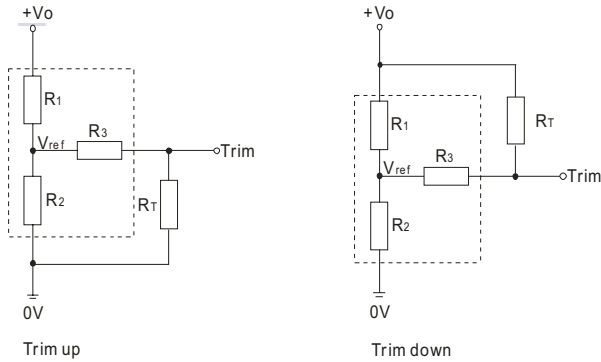 +Vo
R1
R3
Vref
Trim
R2
RT
0V
Trim up
+Vo
RT
R1
R3
Vref
Trim
R2
0V
Trim down